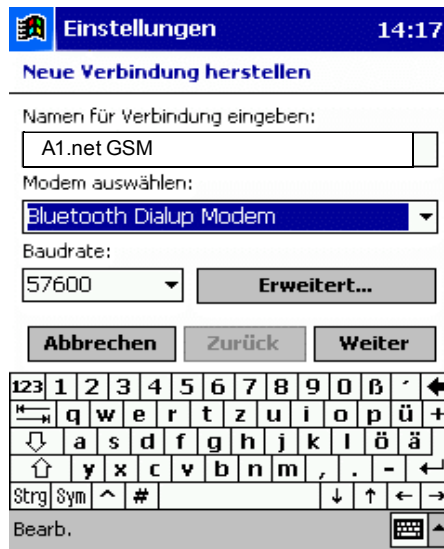 Einstellungen 14:17
Neue Verbindung herstellen
Namen für Verbindung eingeben:
A1.net GSM
Modem auswählen:
Bluetooth Dialup Modem
Baudrate:
57600 Erweitert...
Abbrechen Zurück Weiter
123 1 2 3 4 5 6 7 8 9 0 ß ´
q w e r t z u i o p ü +
a s d f g h j k l ö ä
y x c v b n m , . -
Strg Sym ^ # ↓ ↑ ← →
Bearb.